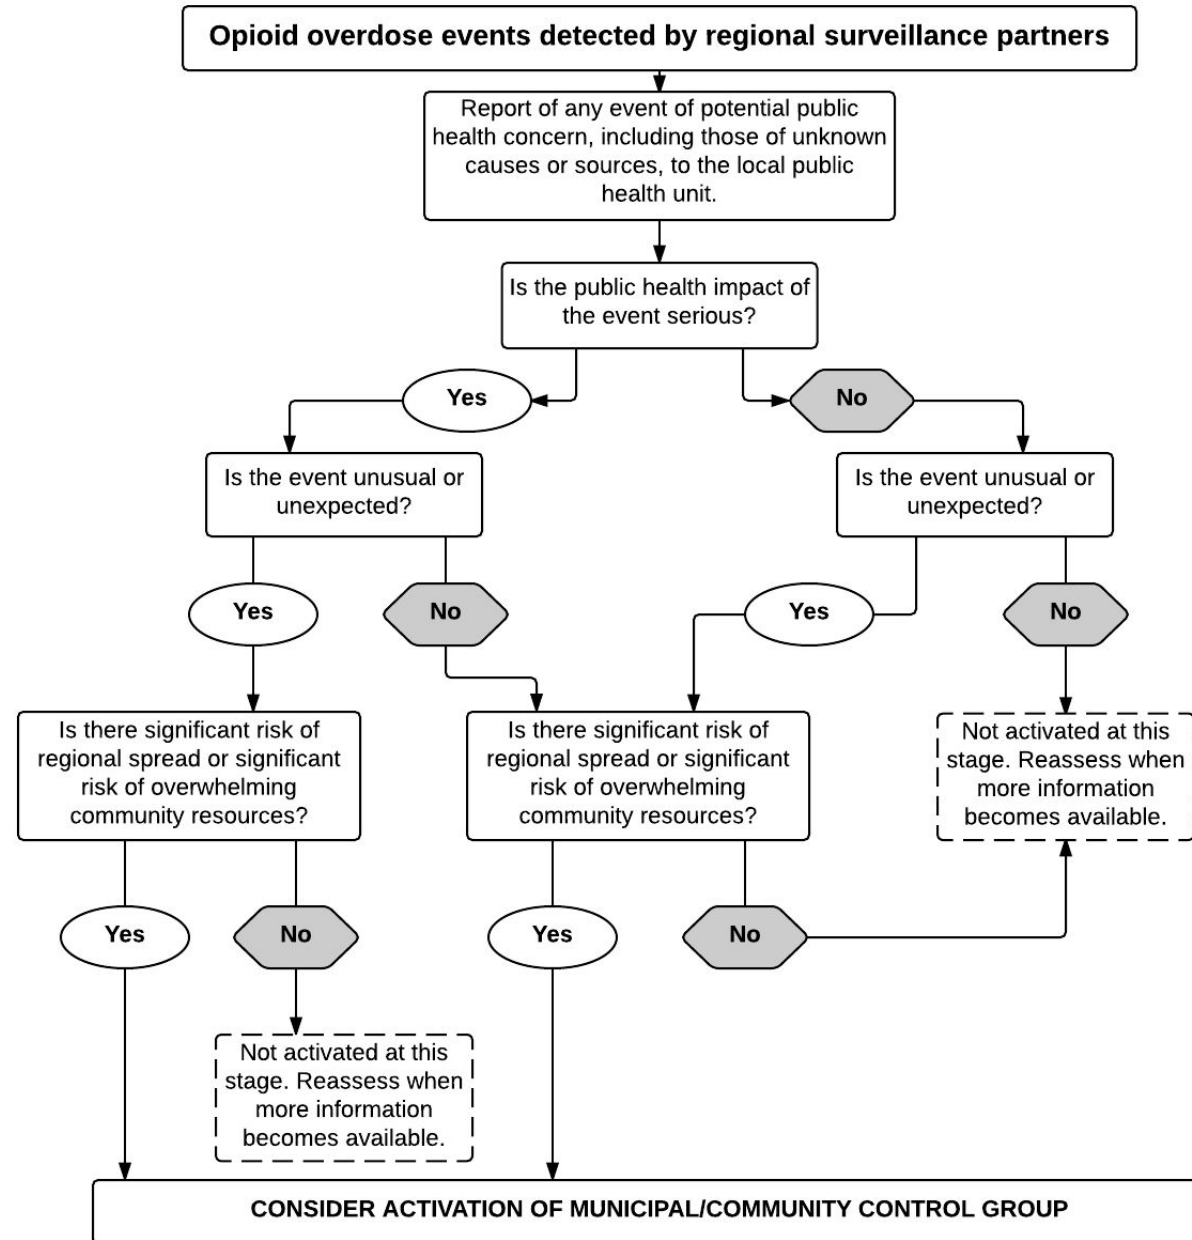 Opioid overdose events detected by regional surveillance partners
Report of any event of potential public
health concern, including those of unknown
causes or sources, to the local public
health unit.
Is the public health impact of
the event serious?
Yes
No
Is the event unusual or
unexpected?
Is the event unusual or
unexpected?
Yes
No
Yes
No
Is there significant risk of
regional spread or significant
risk of overwhelming
community resources?
Is there significant risk of
regional spread or significant
risk of overwhelming
community resources?
Not activated at this
stage. Reassess when
more information
becomes available.
Yes
No
Yes
No
Not activated at this
stage. Reassess when
more information
becomes available.
CONSIDER ACTIVATION OF MUNICIPAL/COMMUNITY CONTROL GROUP